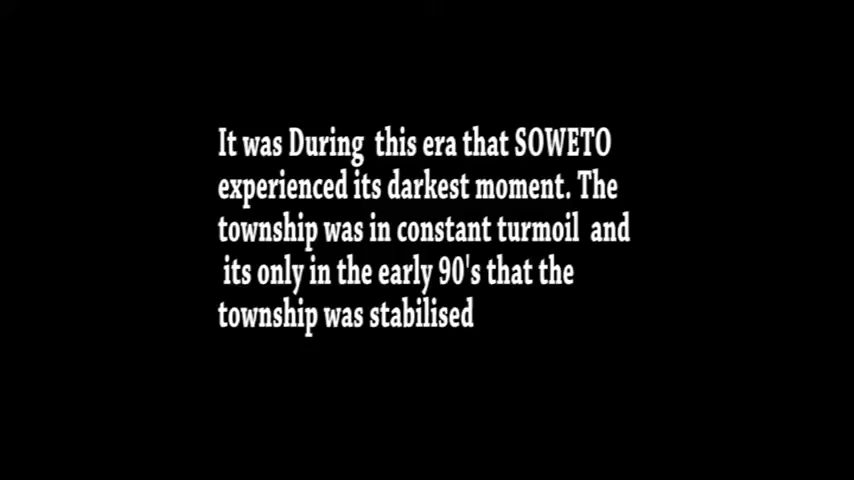 It was During  this era that SOWETO
experienced its darkest moment. The
township was in constant turmoil  and
its only in the early 90's that the
township was stabilised